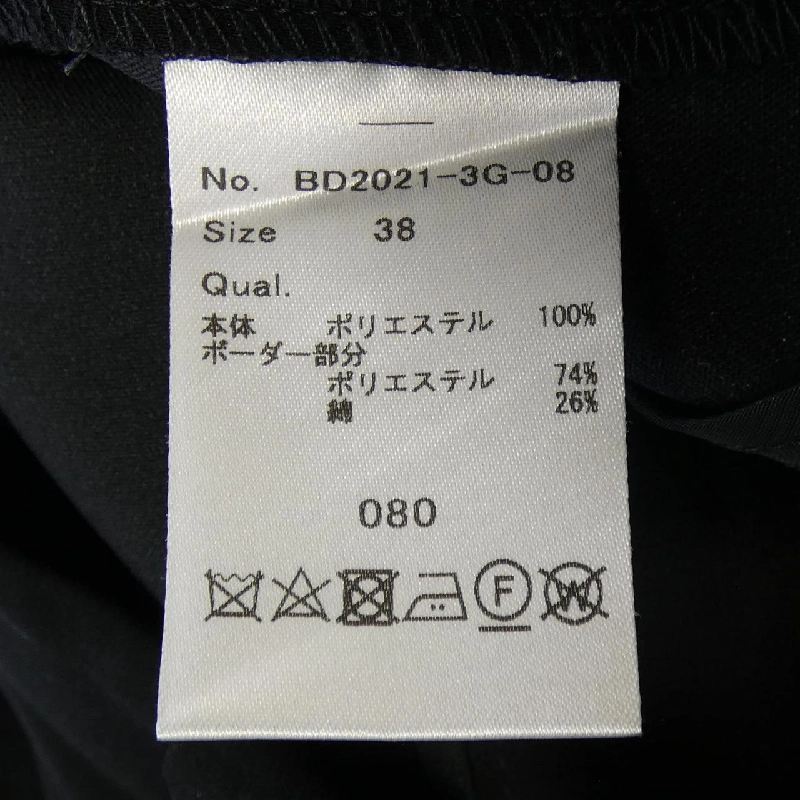 No. BD2021-3G-08
Size 38
Qual.
本体 ポリエステル 100%
ボーダー部分
ポリエステル 74%
綿 26%
080
F W